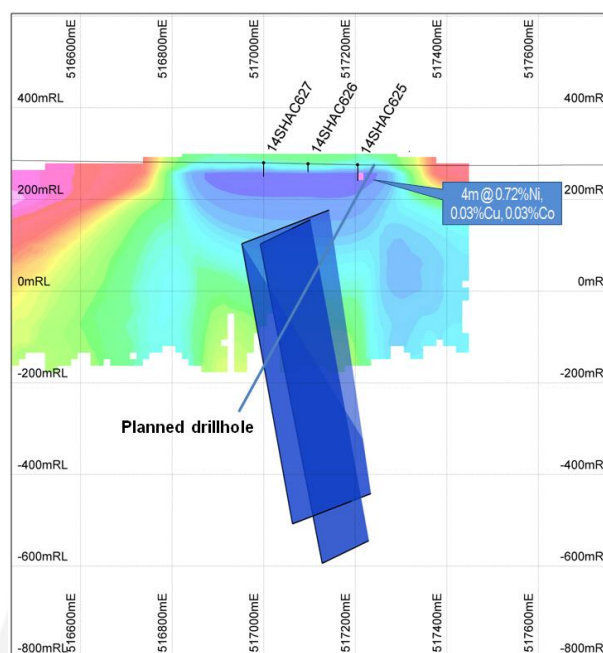 516600mE
516800mE
517000mE
517200mE
517400mE
517600mE
14SHAC627
14SHAC626
14SHAC625
400mRL
400mRL
200mRL
200mRL
4m @ 0.72%Ni,
0.03%Cu, 0.03%Co
0mRL
0mRL
-200mRL
-200mRL
Planned drillhole
-400mRL
-400mRL
-600mRL
-600mRL
516600mE
516800mE
517000mE
517200mE
517400mE
517600mE
-800mRL
-800mRL